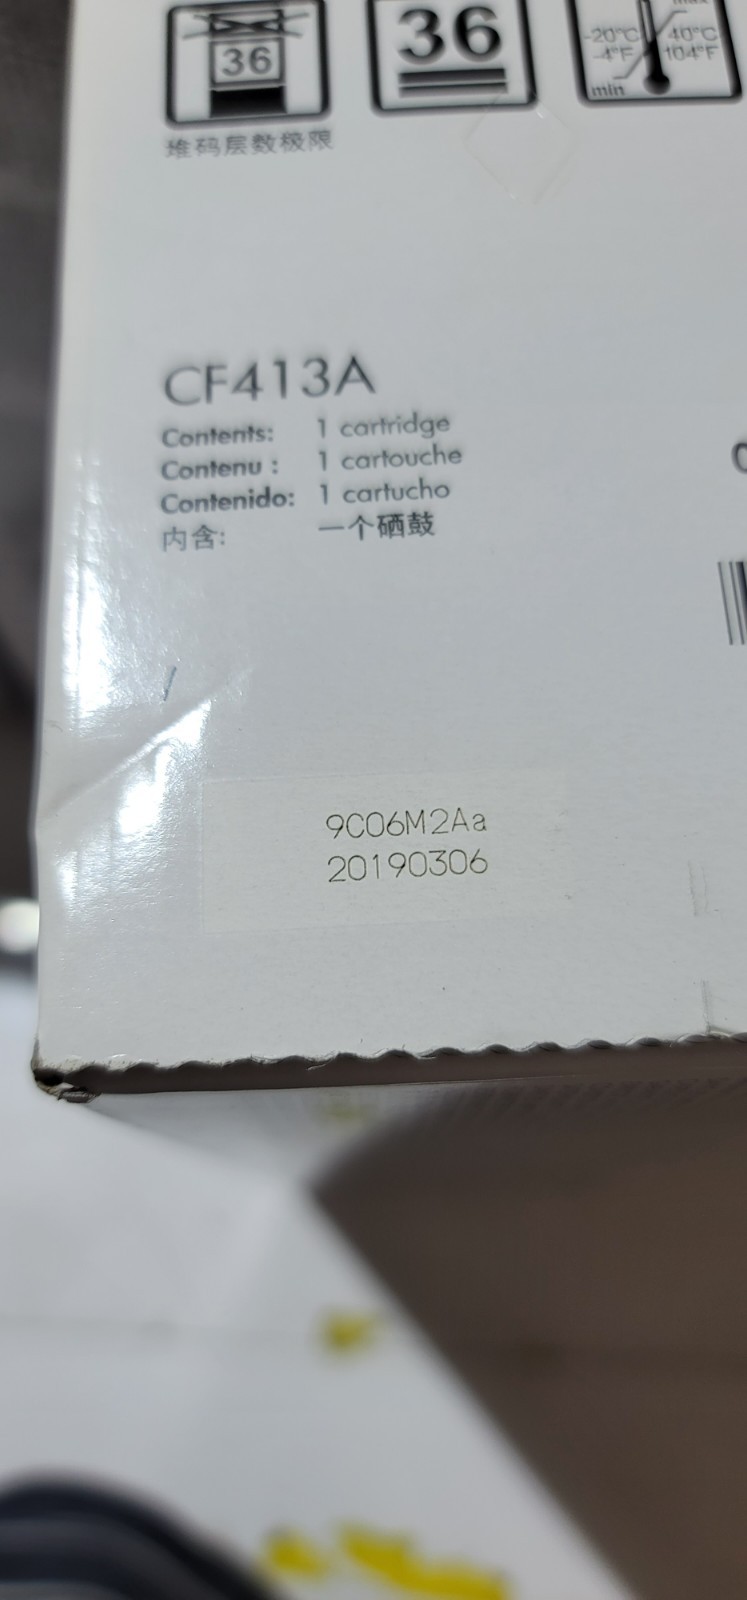 36
36
max
-20°C 40°C
-4°F 104°F
min
堆码层数极限
CF413A
Contents: 1 cartridge
Contenu : 1 cartouche
Contenido: 1 cartucho
内含: 一个硒鼓
9C06M2Aa
20190306